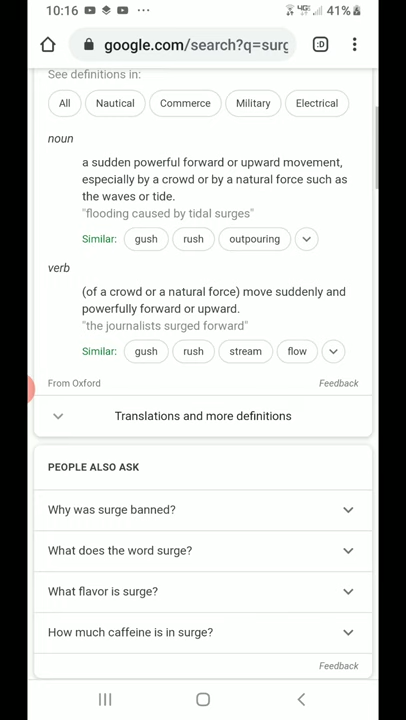 10:16 41%
google.com/search?q=surg :D
See definitions in:
All Nautical Commerce Military Electrical
noun
a sudden powerful forward or upward movement,
especially by a crowd or by a natural force such as
the waves or tide.
"flooding caused by tidal surges"
Similar: gush rush outpouring
verb
(of a crowd or a natural force) move suddenly and
powerfully forward or upward.
"the journalists surged forward"
Similar: gush rush stream flow
From Oxford Feedback
Translations and more definitions
PEOPLE ALSO ASK
Why was surge banned?
What does the word surge?
What flavor is surge?
How much caffeine is in surge?
Feedback